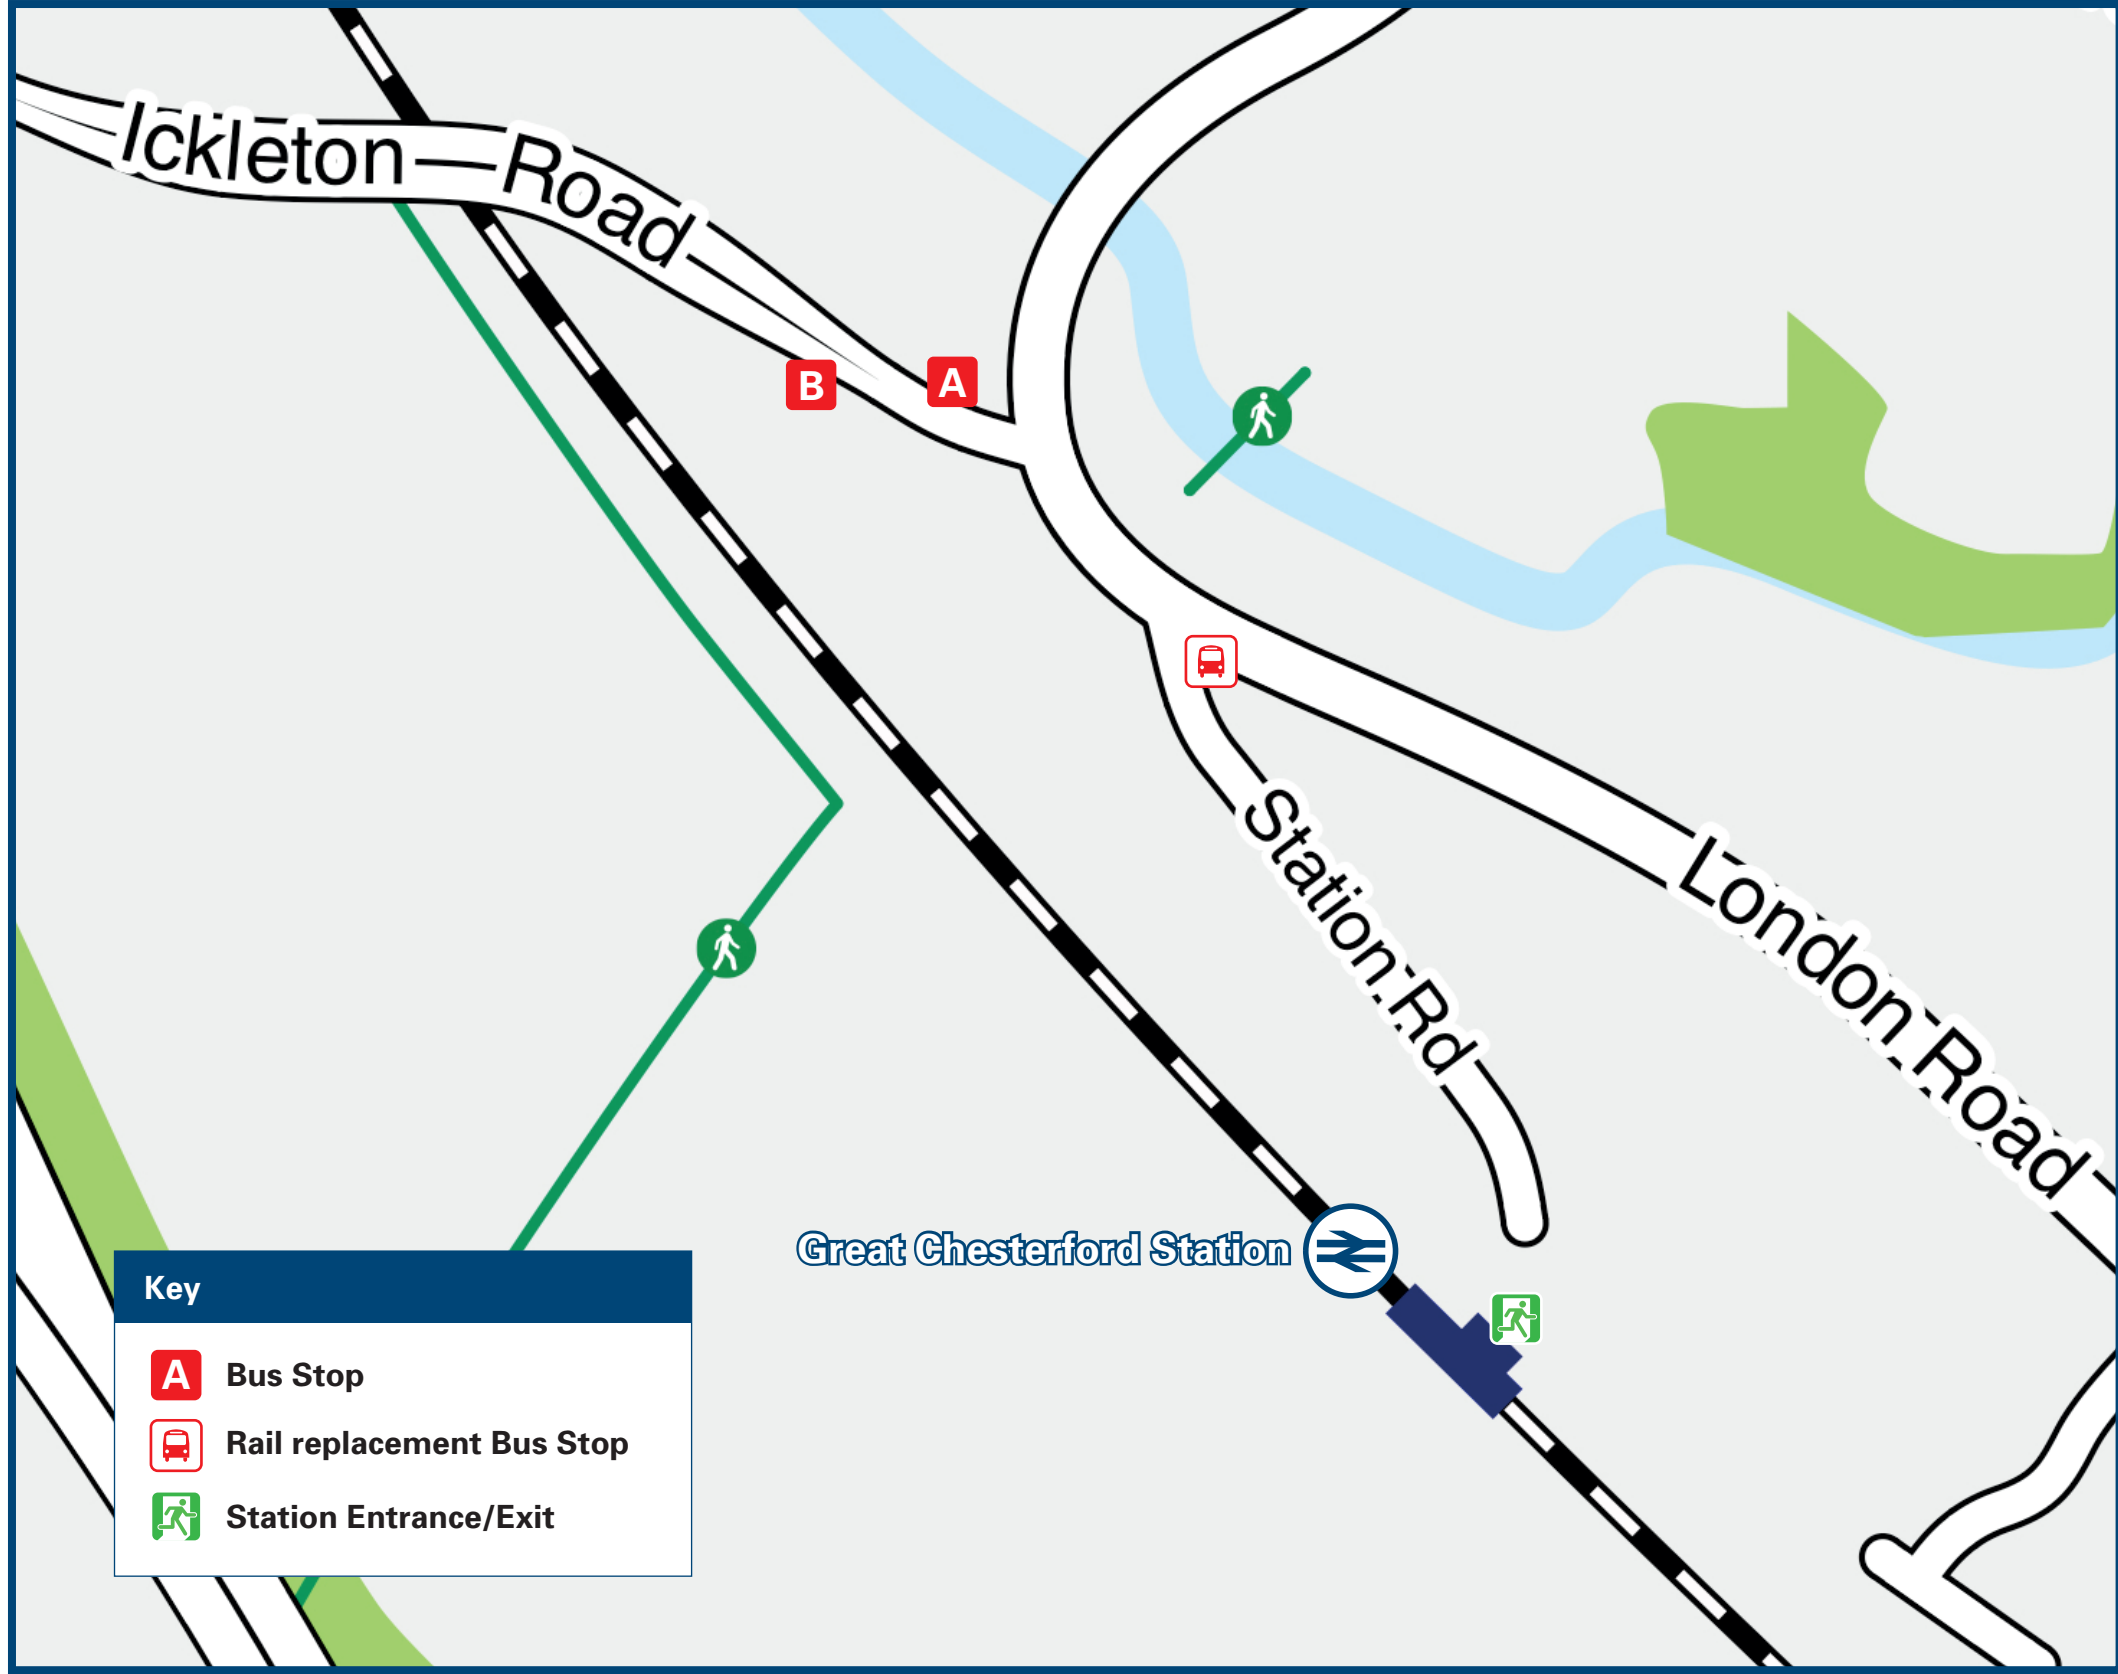 Ickleton Road
B
A
Station Rd
London Road
Great Chesterford Station
Key
A Bus Stop
Rail replacement Bus Stop
Station Entrance/Exit